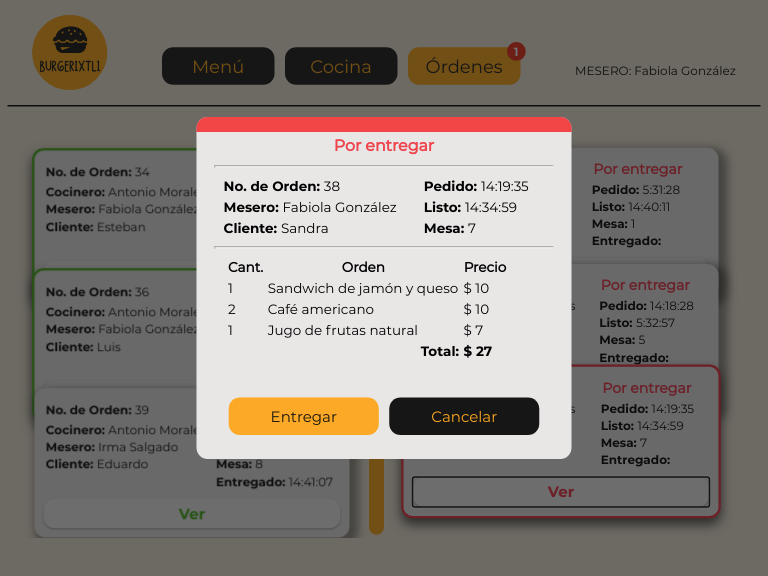 BURGERIXTLI
Menú
Cocina
Órdenes
1
MESERO: Fabiola González
No. de Orden: 34
Cocinero: Antonio Morale
Mesero: Fabiola González
Cliente: Esteban
No. de Orden: 36
Cocinero: Antonio Morale
Mesero: Fabiola González
Cliente: Luis
No. de Orden: 39
Cocinero: Antonio Morale
Mesero: Irma Salgado
Cliente: Eduardo
Mesa: 8
Entregado: 14:41:07
Ver
Por entregar
No. de Orden: 38
Pedido: 14:19:35
Mesero: Fabiola González
Listo: 14:34:59
Cliente: Sandra
Mesa: 7
Cant. Orden Precio
1 Sandwich de jamón y queso $ 10
2 Café americano $ 10
1 Jugo de frutas natural $ 7
Total: $ 27
Entregar
Cancelar
Por entregar
Pedido: 5:31:28
Listo: 14:40:11
Mesa: 1
Entregado:
Por entregar
Pedido: 14:18:28
s Listo: 5:32:57
Mesa: 5
Entregado:
Por entregar
s Pedido: 14:19:35
Listo: 14:34:59
Mesa: 7
Entregado:
Ver